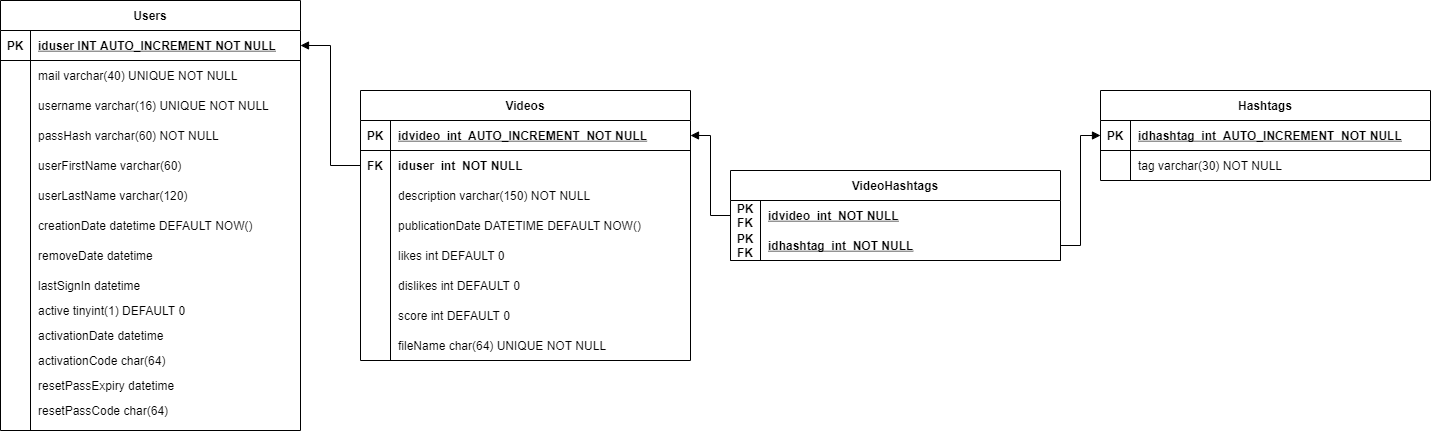 Users
PK iduser INT AUTO_INCREMENT NOT NULL
mail varchar(40) UNIQUE NOT NULL
username varchar(16) UNIQUE NOT NULL
passHash varchar(60) NOT NULL
userFirstName varchar(60)
userLastName varchar(120)
creationDate datetime DEFAULT NOW()
removeDate datetime
lastSignIn datetime
active tinyint(1) DEFAULT 0
activationDate datetime
activationCode char(64)
resetPassExpiry datetime
resetPassCode char(64)
Videos
PK idvideo int AUTO_INCREMENT NOT NULL
FK iduser int NOT NULL
description varchar(150) NOT NULL
publicationDate DATETIME DEFAULT NOW()
likes int DEFAULT 0
dislikes int DEFAULT 0
score int DEFAULT 0
fileName char(64) UNIQUE NOT NULL
VideoHashtags
PK
FK idvideo int NOT NULL
PK
FK idhashtag int NOT NULL
Hashtags
PK idhashtag int AUTO_INCREMENT NOT NULL
tag varchar(30) NOT NULL